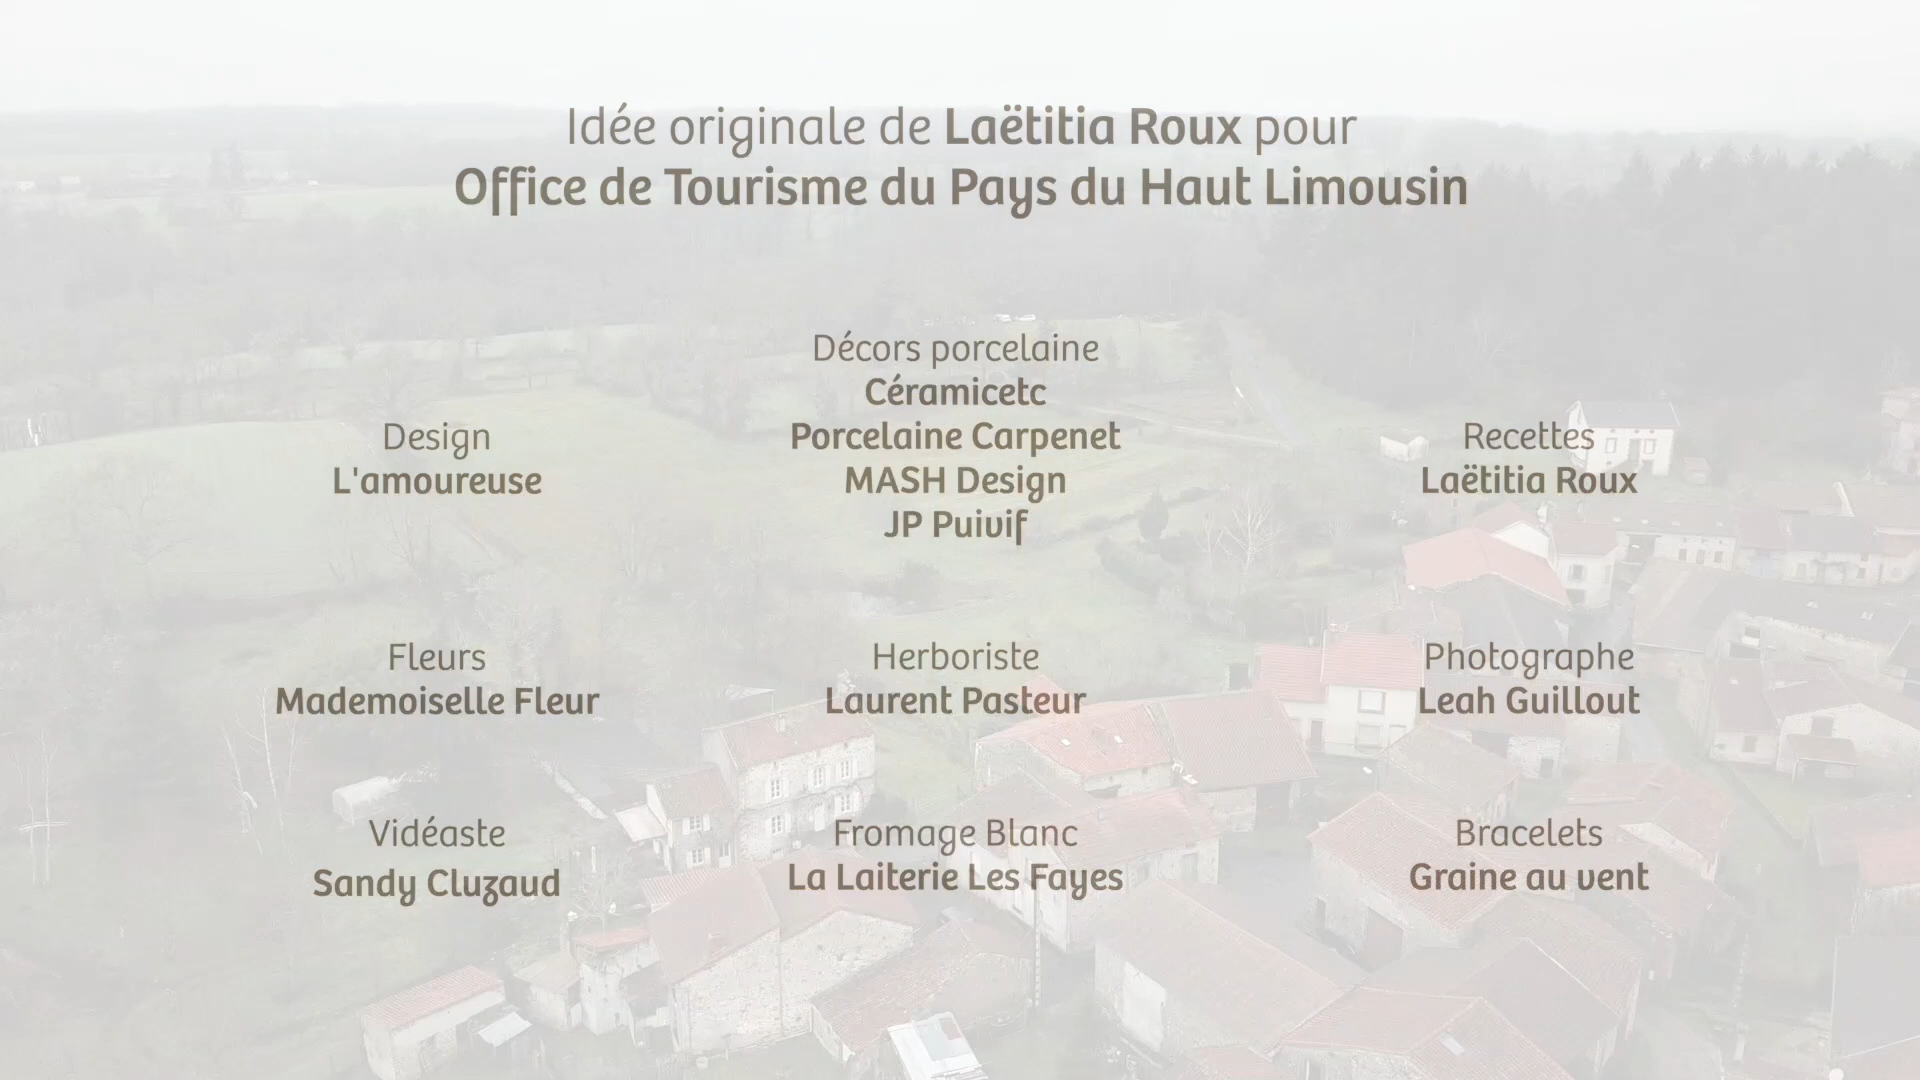 Idée originale de Laëtitia Roux pour
Office de Tourisme du Pays du Haut Limousin
Design
L'amoureuse
Décors porcelaine
Céramicetc
Porcelaine Carpenet
MASH Design
JP Puivif
Recettes
Laëtitia Roux
Fleurs
Mademoiselle Fleur
Herboriste
Laurent Pasteur
Photographe
Leah Guillout
Vidéaste
Sandy Cluzaud
Fromage Blanc
La Laiterie Les Fayes
Bracelets
Graine au vent